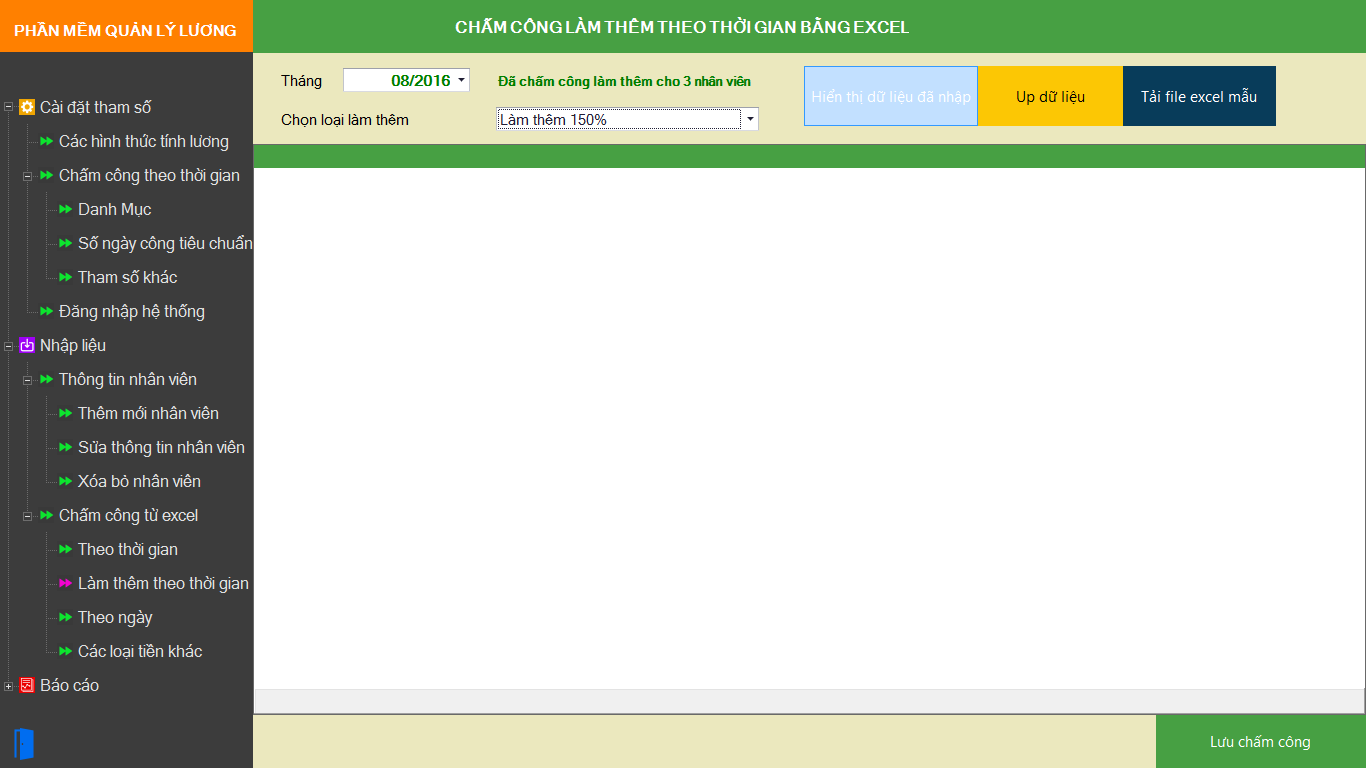 PHẦN MỀM QUẢN LÝ LƯƠNG
CHẤM CÔNG LÀM THÊM THEO THỜI GIAN BẰNG EXCEL
Tháng
08/2016
Đã chấm công làm thêm cho 3 nhân viên
Hiển thị dữ liệu đã nhập
Up dữ liệu
Tải file excel mẫu
Chọn loại làm thêm
Làm thêm 150%
Cài đặt tham số
Các hình thức tính lương
Chấm công theo thời gian
Danh Mục
Số ngày công tiêu chuẩn
Tham số khác
Đăng nhập hệ thống
Nhập liệu
Thông tin nhân viên
Thêm mới nhân viên
Sửa thông tin nhân viên
Xóa bỏ nhân viên
Chấm công từ excel
Theo thời gian
Làm thêm theo thời gian
Theo ngày
Các loại tiền khác
Báo cáo
Lưu chấm công